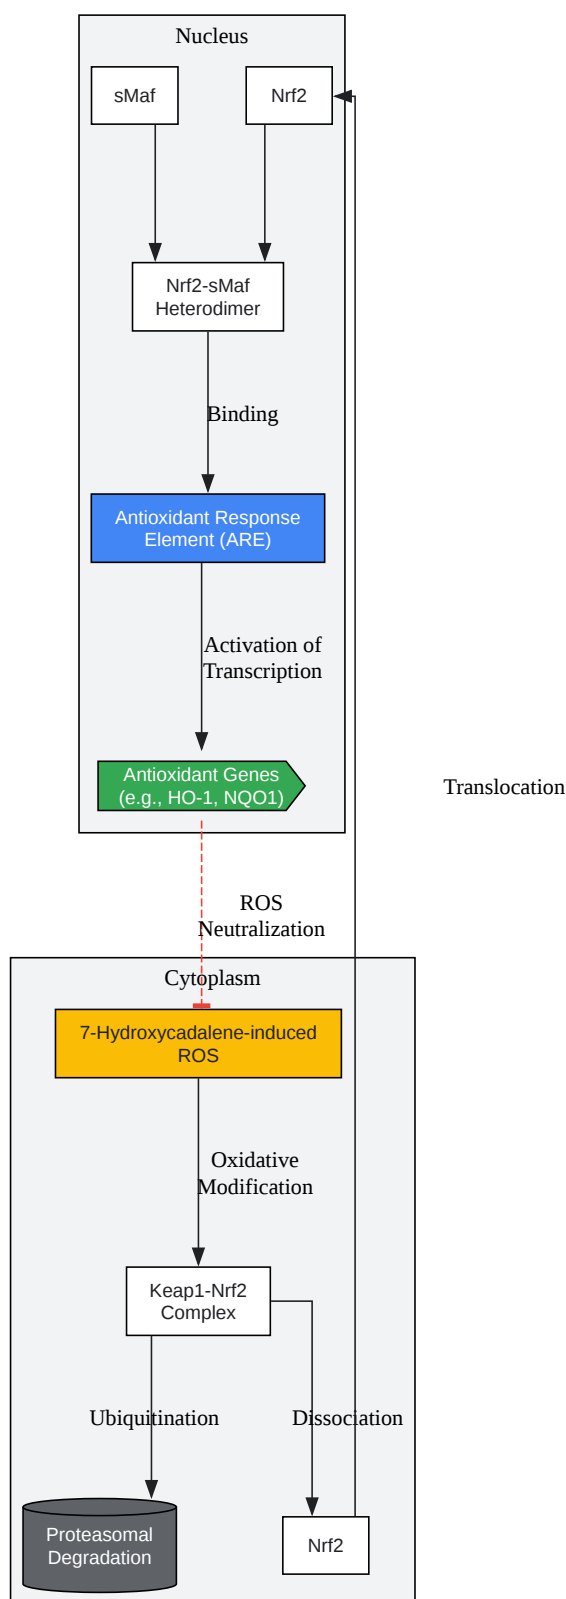 Nucleus
sMaf
Nrf2
Nrf2-sMaf
Heterodimer
Binding
Antioxidant Response
Element (ARE)
Activation of
Transcription
Antioxidant Genes
(e.g., HO-1, NQO1)
Translocation
ROS
Neutralization
Cytoplasm
7-Hydroxycadalene-induced
ROS
Oxidative
Modification
Keap1-Nrf2
Complex
Ubiquitination
Dissociation
Proteasomal
Degradation
Nrf2